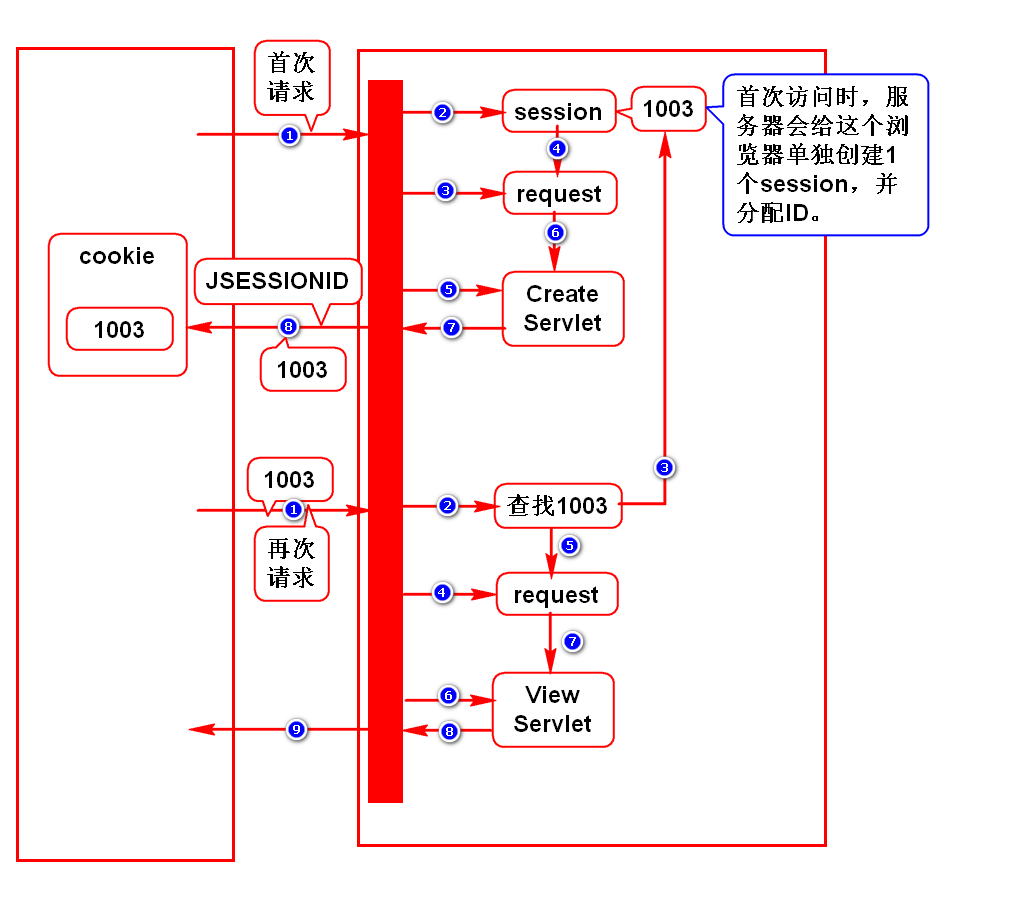 首次
请求
①
②
session
1003
首次访问时，服
务器会给这个浏
览器单独创建1
个session，并
分配ID。
④
③
request
⑥
cookie
1003
JSESSIONID
⑧
1003
⑤
Create
Servlet
⑦
1003
①
再次
请求
②
查找1003
③
⑤
④
request
⑦
⑥
View
Servlet
⑧
⑨